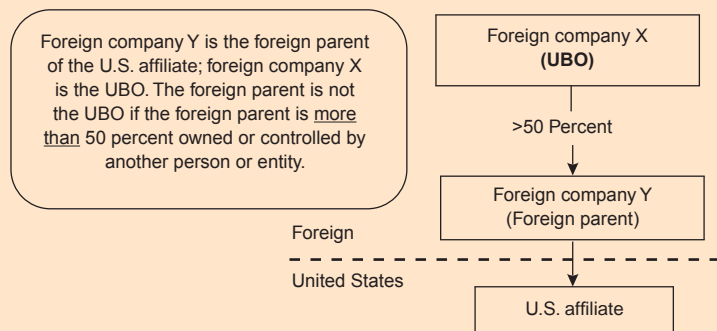 Foreign company Y is the foreign parent
of the U.S. affiliate; foreign company X
is the UBO. The foreign parent is not
the UBO if the foreign parent is more
than 50 percent owned or controlled by
another person or entity.
Foreign company X
(UBO)
>50 Percent
Foreign company Y
(Foreign parent)
Foreign
United States
U.S. affiliate